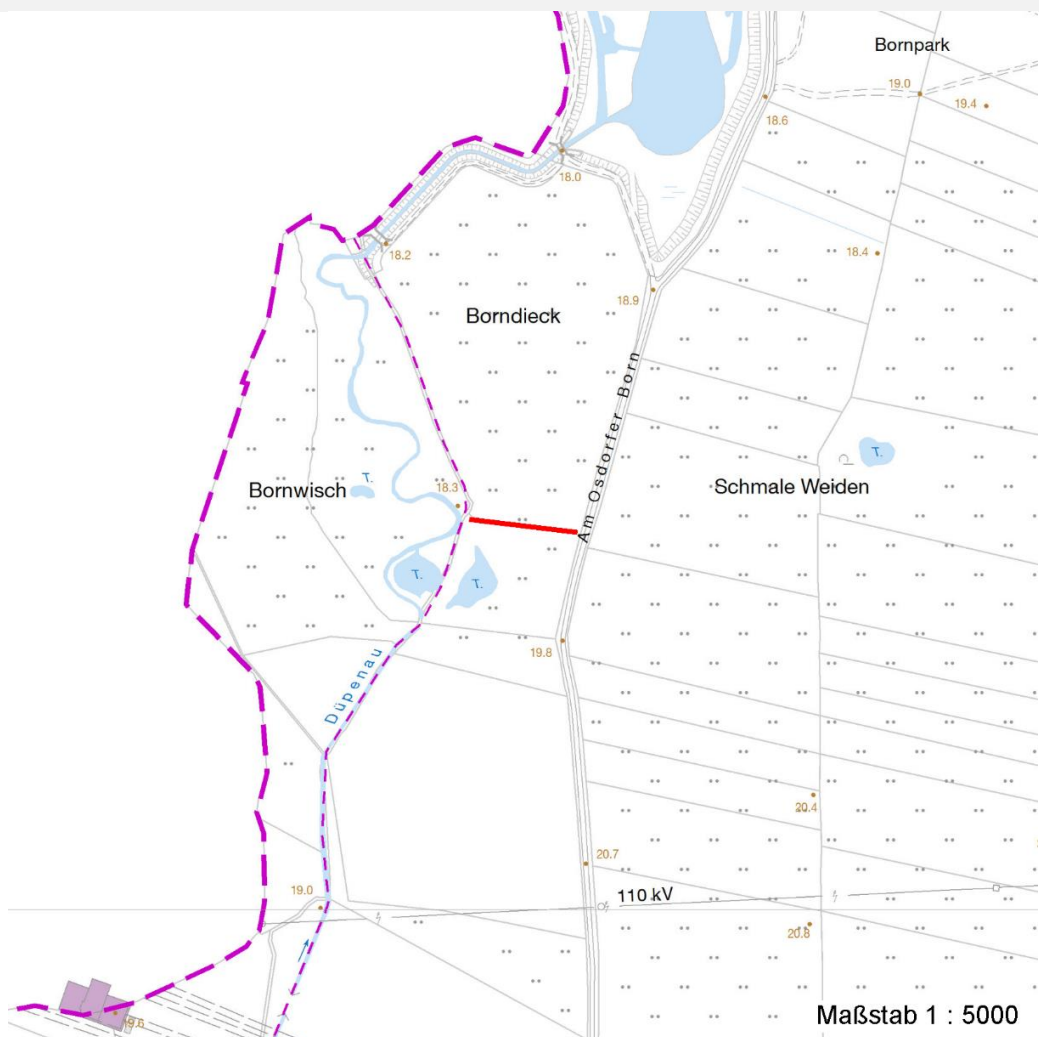 Bornpark
19.0
19.4
18.6
18.0
18.2
18.4
18.9
Borndieck
Am Osdorfer Born
T.
T.
Schmale Weiden
Bornwisch
18.3
T.
T.
19.8
Düpenau
20.4
20.7
110 kV
19.0
20.8
19.6
Maßstab 1 : 5000